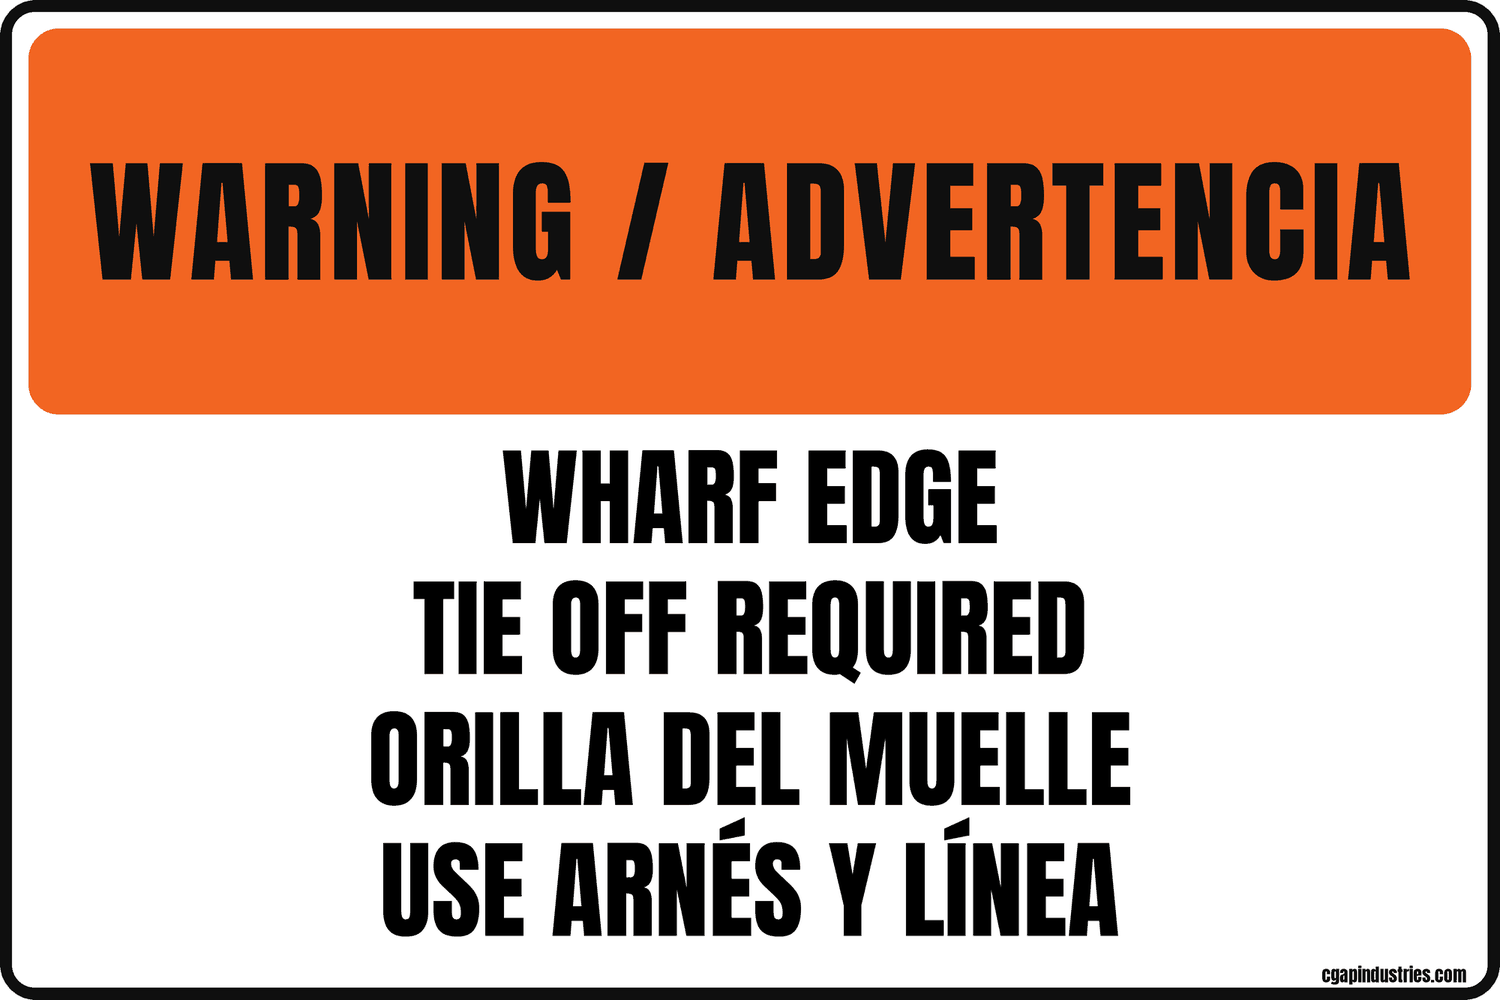 WARNING / ADVERTENCIA
WHARF EDGE
TIE OFF REQUIRED
ORILLA DEL MUELLE
USE ARNÉS Y LÍNEA
cgapindustries.com